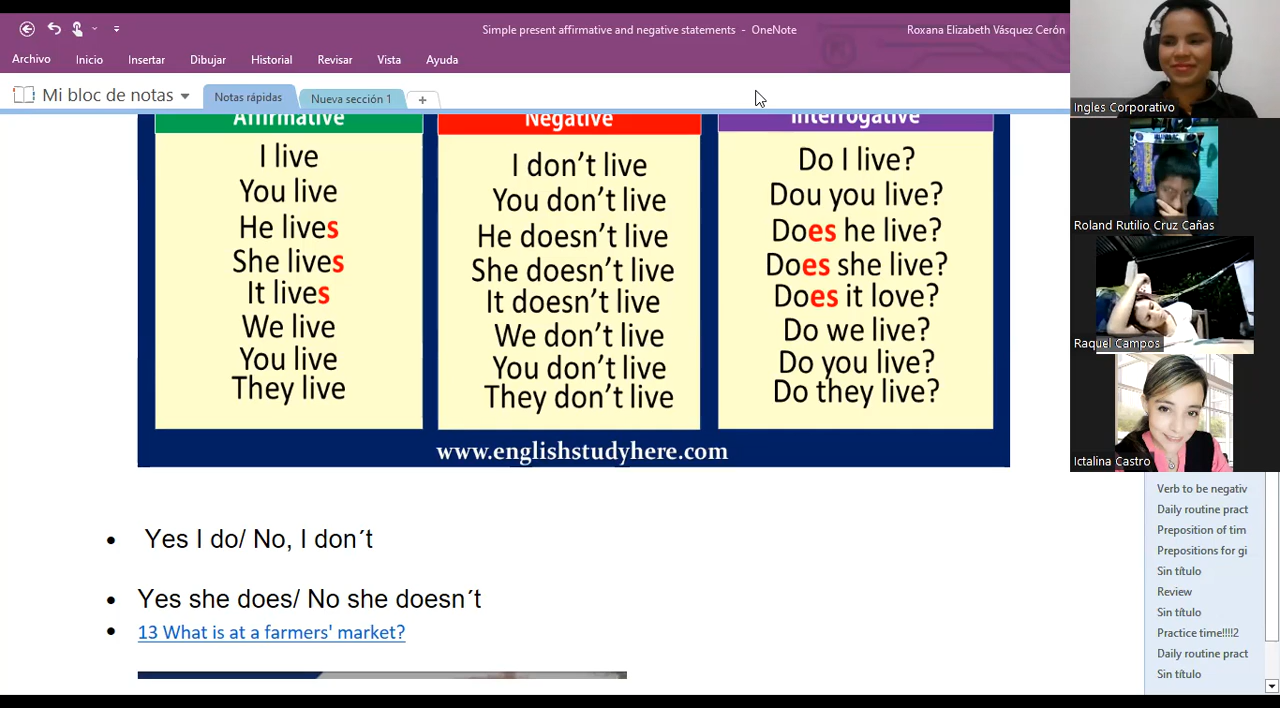 Simple present affirmative and negative statements - OneNote
Roxana Elizabeth Vásquez Cerón
Archivo Inicio Insertar Dibujar Historial Revisar Vista Ayuda
Mi bloc de notas
Notas rápidas
Nueva sección 1
Affirmative
I live
You live
He lives
She lives
It lives
We live
You live
They live
Negative
I don't live
You don't live
He doesn't live
She doesn't live
It doesn't live
We don't live
You don't live
They don't live
Interrogative
Do I live?
Dou you live?
Does he live?
Does she live?
Does it love?
Do we live?
Do you live?
Do they live?
www.englishstudyhere.com
• Yes I do/ No, I don´t
• Yes she does/ No she doesn´t
• 13 What is at a farmers' market?
Ingles Corporativo
Roland Rutilio Cruz Cañas
Raquel Campos
Ictalina Castro
Verb to be negativ
Daily routine pract
Preposition of tim
Prepositions for gi
Sin título
Review
Sin título
Practice time!!!!2
Daily routine pract
Sin título